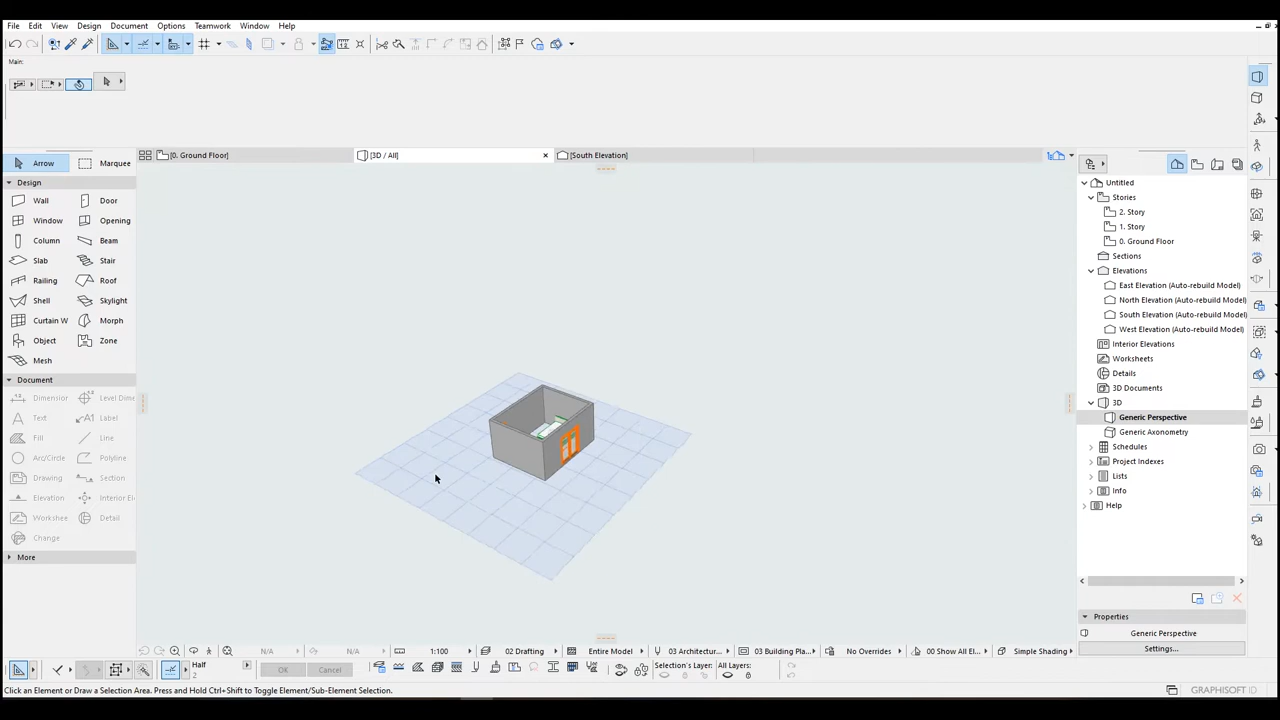 File Edit View Design Document Options Teamwork Window Help
Main:
[0. Ground Floor] [3D / All] [South Elevation]
Arrow Marquee
Design
Wall Door
Window Opening
Column Beam
Slab Stair
Railing Roof
Shell Skylight
Curtain W Morph
Object Zone
Mesh
Document
Dimension Level Dime
Text Label
Fill Line
Arc/Circle Polyline
Drawing Section
Elevation Interior El
Workshee Detail
Change
More
Untitled
Stories
2. Story
1. Story
0. Ground Floor
Sections
Elevations
East Elevation (Auto-rebuild Model)
North Elevation (Auto-rebuild Model)
South Elevation (Auto-rebuild Model)
West Elevation (Auto-rebuild Model)
Interior Elevations
Worksheets
Details
3D Documents
3D
Generic Perspective
Generic Axonometry
Schedules
Project Indexes
Lists
Info
Help
Properties
Generic Perspective
Settings...
N/A N/A 1:100 02 Drafting Entire Model 03 Architectur... 03 Building Pla... No Overrides 00 Show All El... Simple Shading
Half
2
OK Cancel
Selection's Layer: All Layers:
Click an Element or Draw a Selection Area. Press and Hold Ctrl+Shift to Toggle Element/Sub-Element Selection.
GRAPHISOFT ID